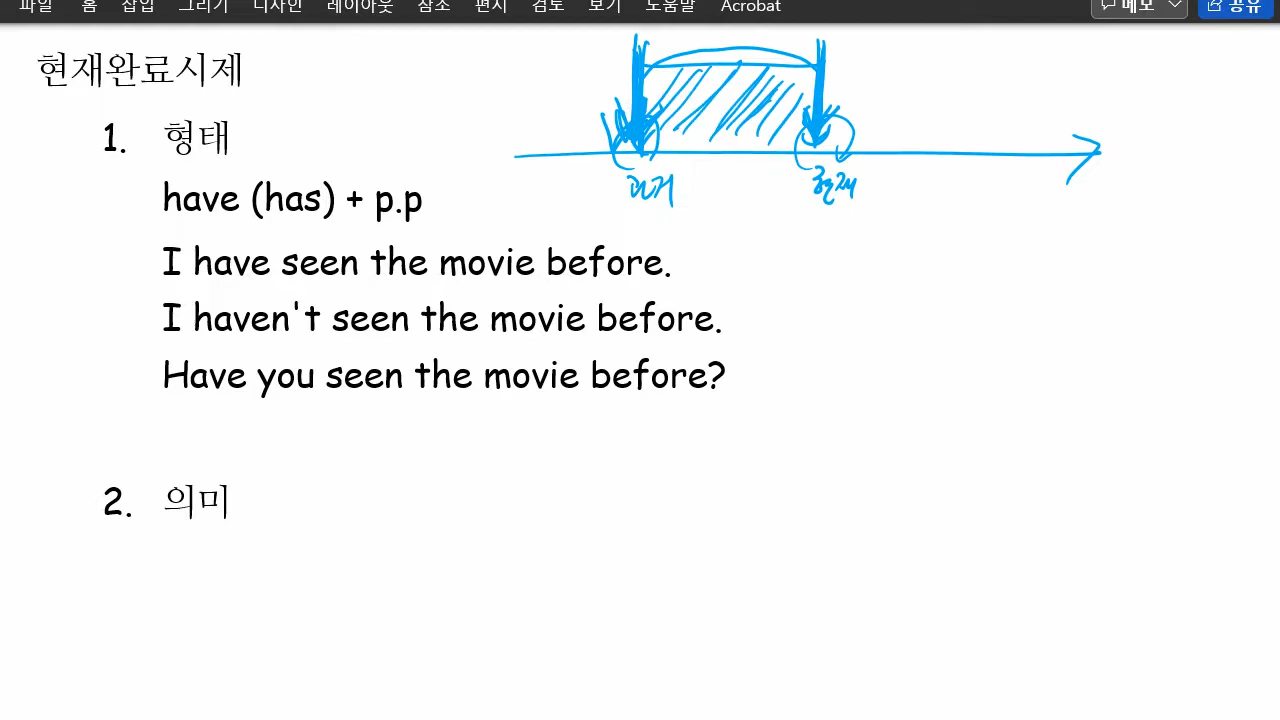 파일 홈 삽입 그리기 디자인 레이아웃 참조 편지 검토 보기 도움말 Acrobat 메모 공유
현재완료시제
1. 형태
과거 현재
have (has) + p.p
I have seen the movie before.
I haven't seen the movie before.
Have you seen the movie before?
2. 의미